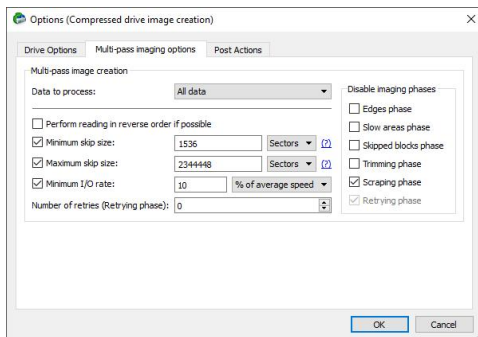 Options (Compressed drive image creation)
Drive Options Multi-pass imaging options Post Actions
Multi-pass image creation
Data to process: All data
Perform reading in reverse order if possible
Minimum skip size: 1536 Sectors (?)
Maximum skip size: 2344448 Sectors (?)
Minimum I/O rate: 10 % of average speed
Number of retries (Retrying phase): 0
Disable imaging phases
Edges phase
Slow areas phase
Skipped blocks phase
Trimming phase
Scraping phase
Retrying phase
OK Cancel